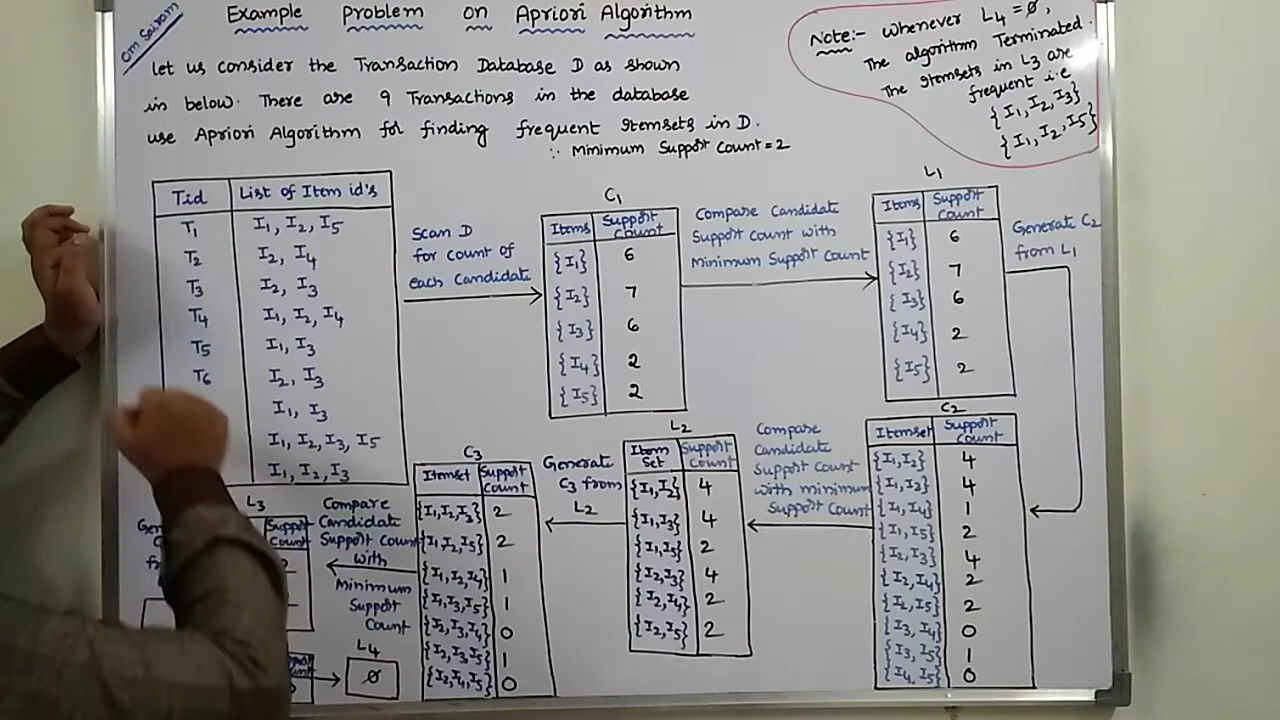 Om Sairam
Example Problem on Apriori Algorithm
let us consider the Transaction Database D as shown
in below. There are 9 Transactions in the database
use Apriori Algorithm for finding frequent Itemsets in D.
∵ Minimum Support Count = 2
Note:- Whenever L4 = ∅,
The algorithm Terminated.
The Itemsets in L3 are
frequent i.e
{I1, I2, I3}
{I1, I2, I5}
Tid List of Item id's
T1 I1, I2, I5
T2 I2, I4
T3 I2, I3
T4 I1, I2, I4
T5 I1, I3
T6 I2, I3
I1, I3
I1, I2, I3, I5
I1, I2, I3
Scan D
for count of
each Candidate
C1
Items Support Count
{I1} 6
{I2} 7
{I3} 6
{I4} 2
{I5} 2
Compare Candidate
Support Count with
Minimum Support Count
L1
Items Support Count
{I1} 6
{I2} 7
{I3} 6
{I4} 2
{I5} 2
Generate C2
from L1
C2
Itemset Support Count
{I1, I2} 4
{I1, I2} 4
{I1, I4} 1
{I1, I5} 2
{I2, I3} 4
{I2, I4} 2
{I2, I5} 2
{I3, I4} 0
{I3, I5} 1
{I4, I5} 0
Compare
Candidate
Support Count
with minimum
Support Count
L2
Item Set Support Count
{I1, I2} 4
{I1, I3} 4
{I1, I5} 2
{I2, I3} 4
{I2, I4} 2
{I2, I5} 2
Generate
C3 from
L2
C3
Itemset Support Count
{I1, I2, I3} 2
{I1, I2, I5} 2
{I1, I2, I4} 1
{I1, I3, I5} 1
{I2, I3, I4} 0
{I2, I3, I5} 1
{I2, I4, I5} 0
Compare
Candidate
Support Count
with
Minimum
Support
Count
L3
Support
Count
L4
∅